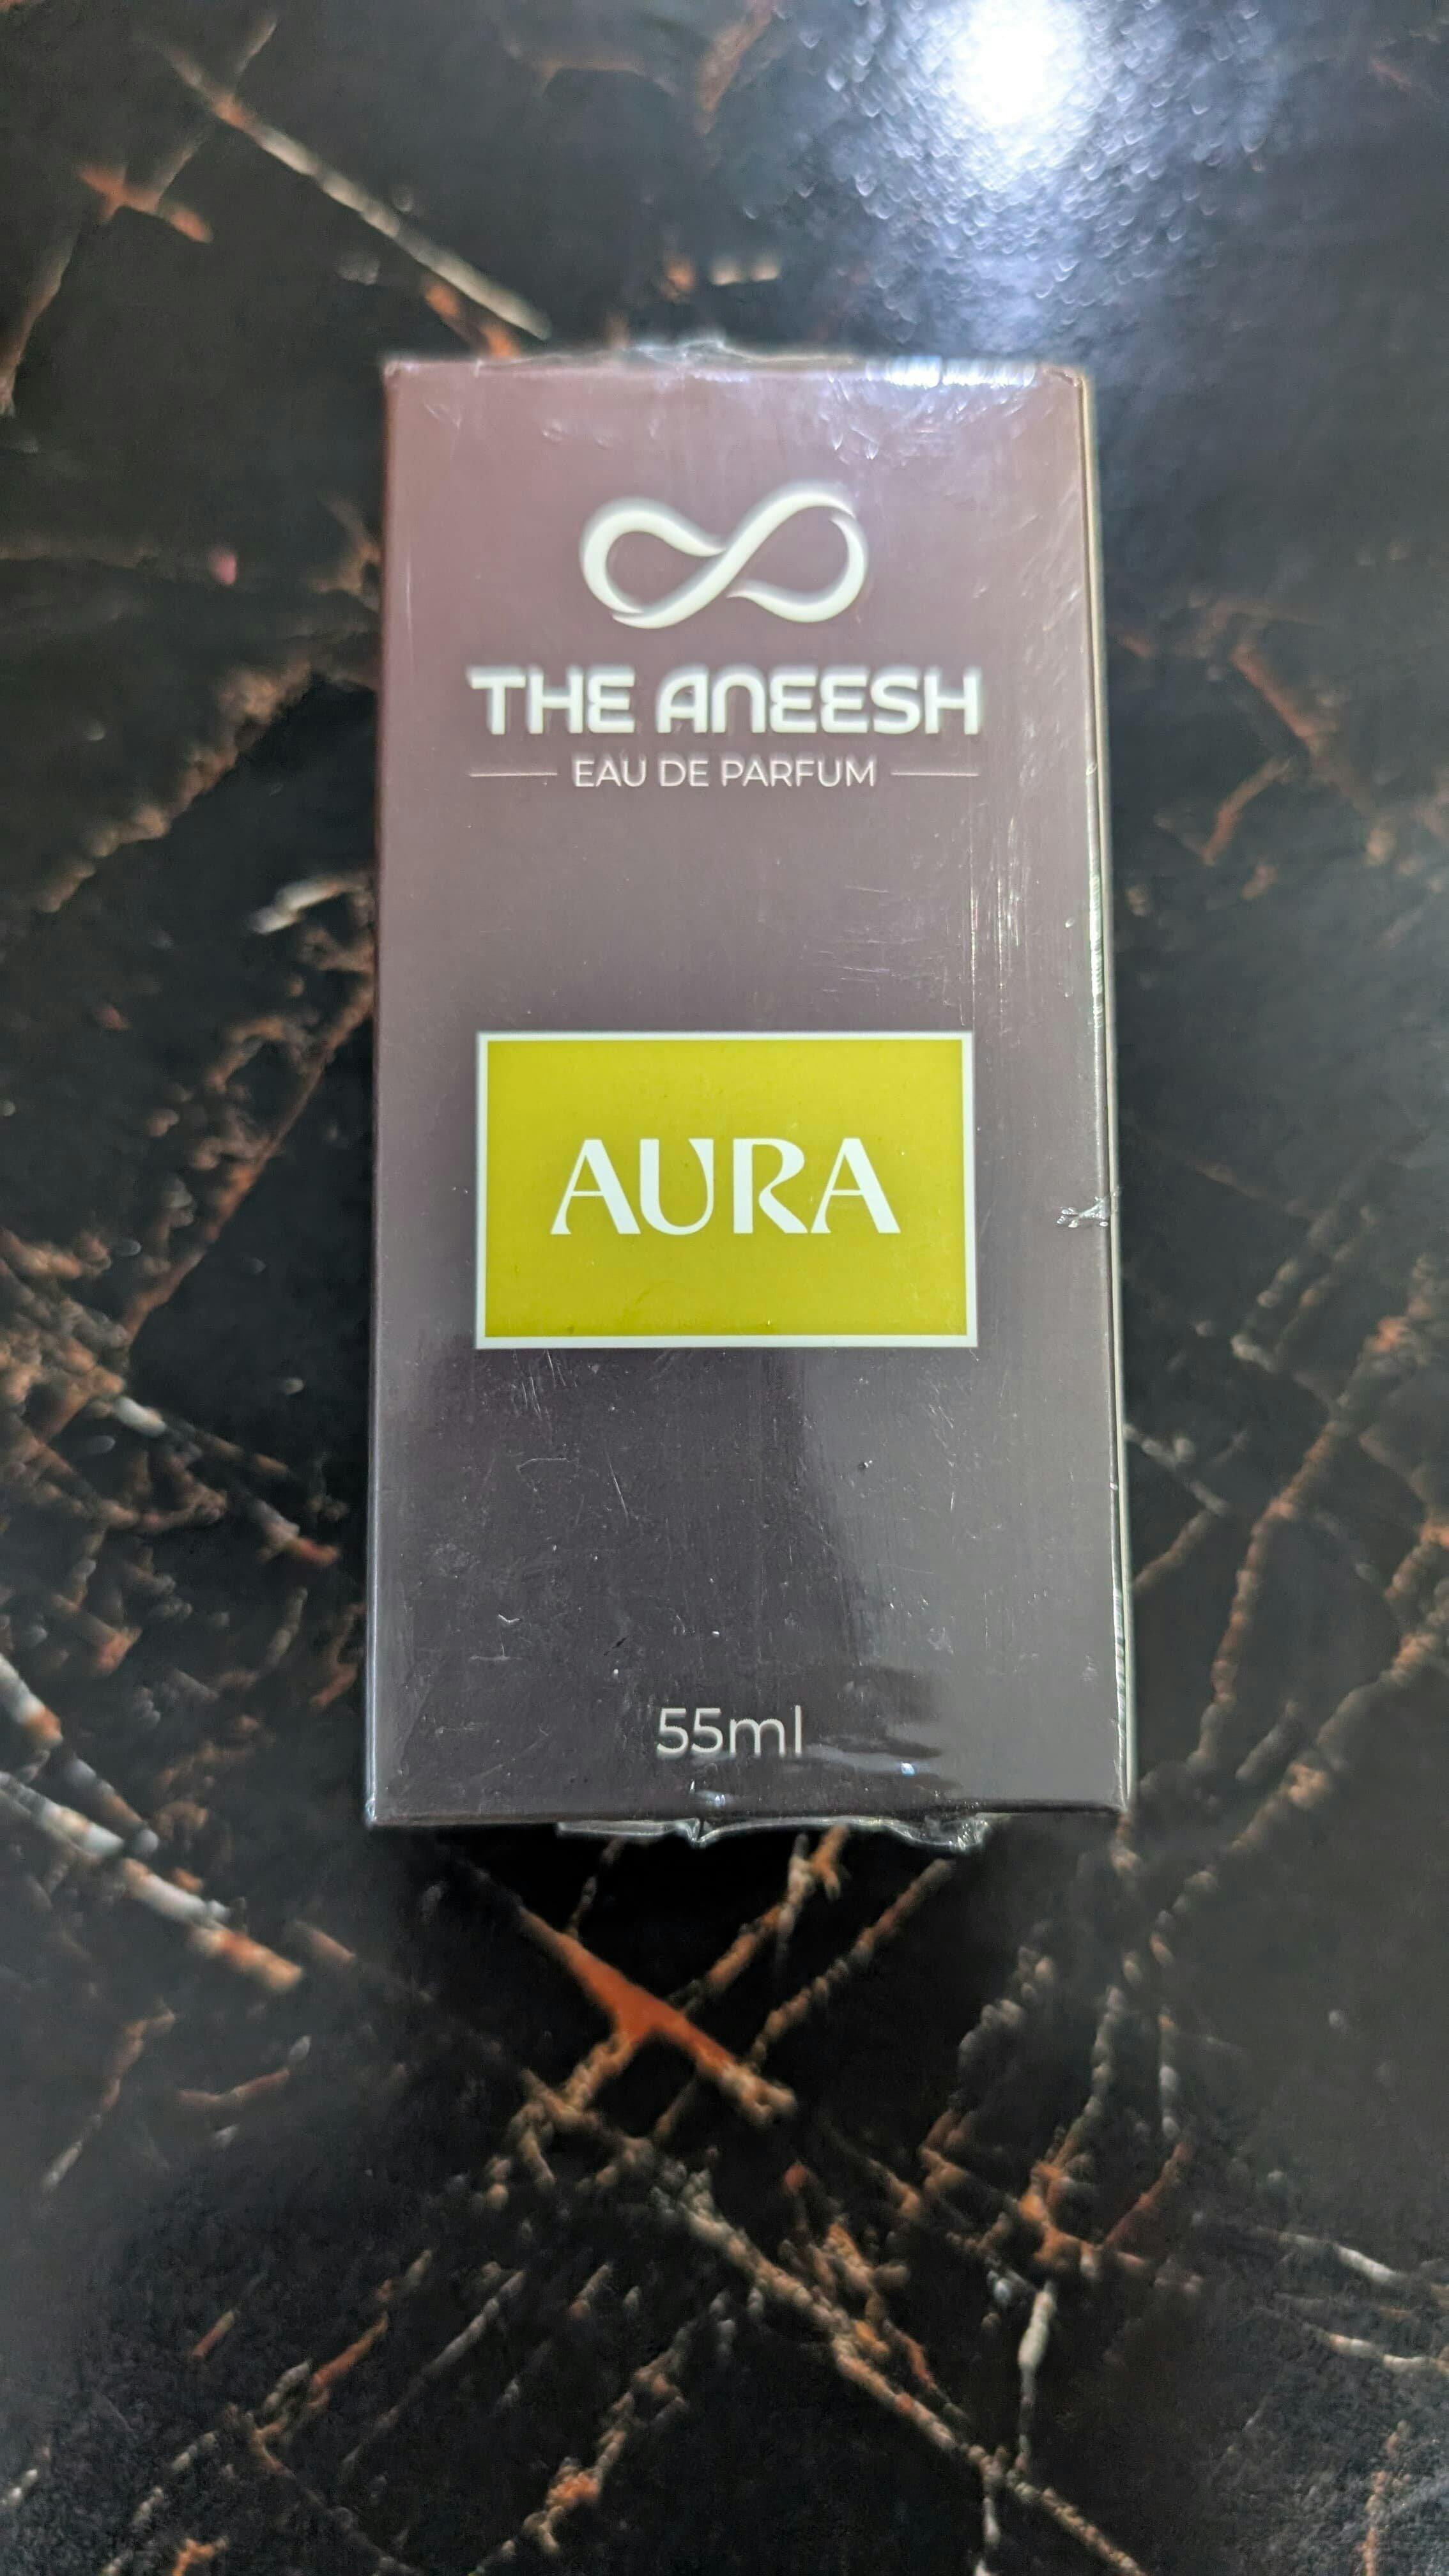 THE ANEESH
EAU DE PARFUM
AURA
55ml